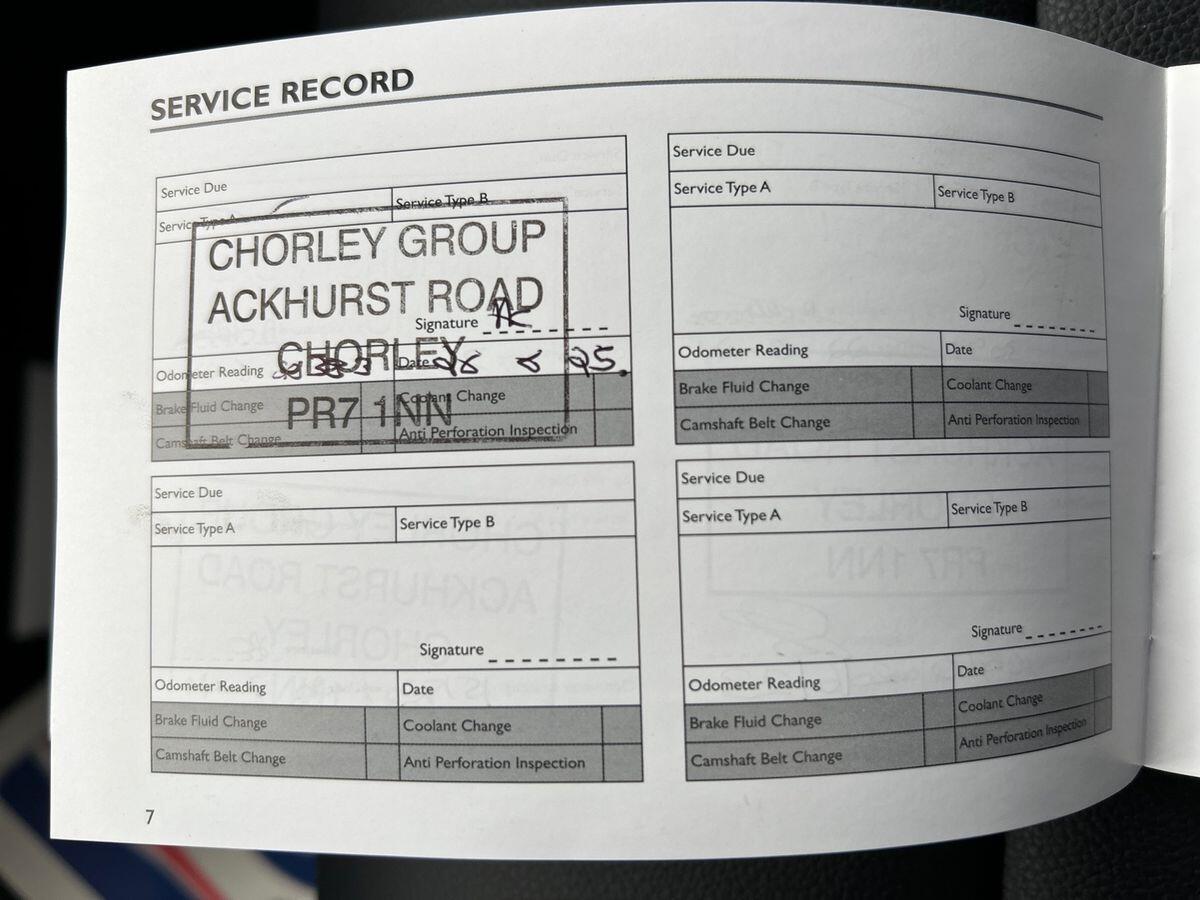 SERVICE RECORD
Service Due
Service Type A Service Type B
CHORLEY GROUP
ACKHURST ROAD
Signature
CHORLEY
Odometer Reading Date 8 25.
Brake Fluid Change Coolant Change
PR7 1NN
Camshaft Belt Change Anti Perforation Inspection
Service Due
Service Type A Service Type B
Signature
Odometer Reading Date
Brake Fluid Change Coolant Change
Camshaft Belt Change Anti Perforation Inspection
Service Due
Service Type A Service Type B
Signature
Odometer Reading Date
Brake Fluid Change Coolant Change
Camshaft Belt Change Anti Perforation Inspection
Service Due
Service Type A Service Type B
Signature
Odometer Reading Date
Brake Fluid Change Coolant Change
Camshaft Belt Change Anti Perforation Inspection
7